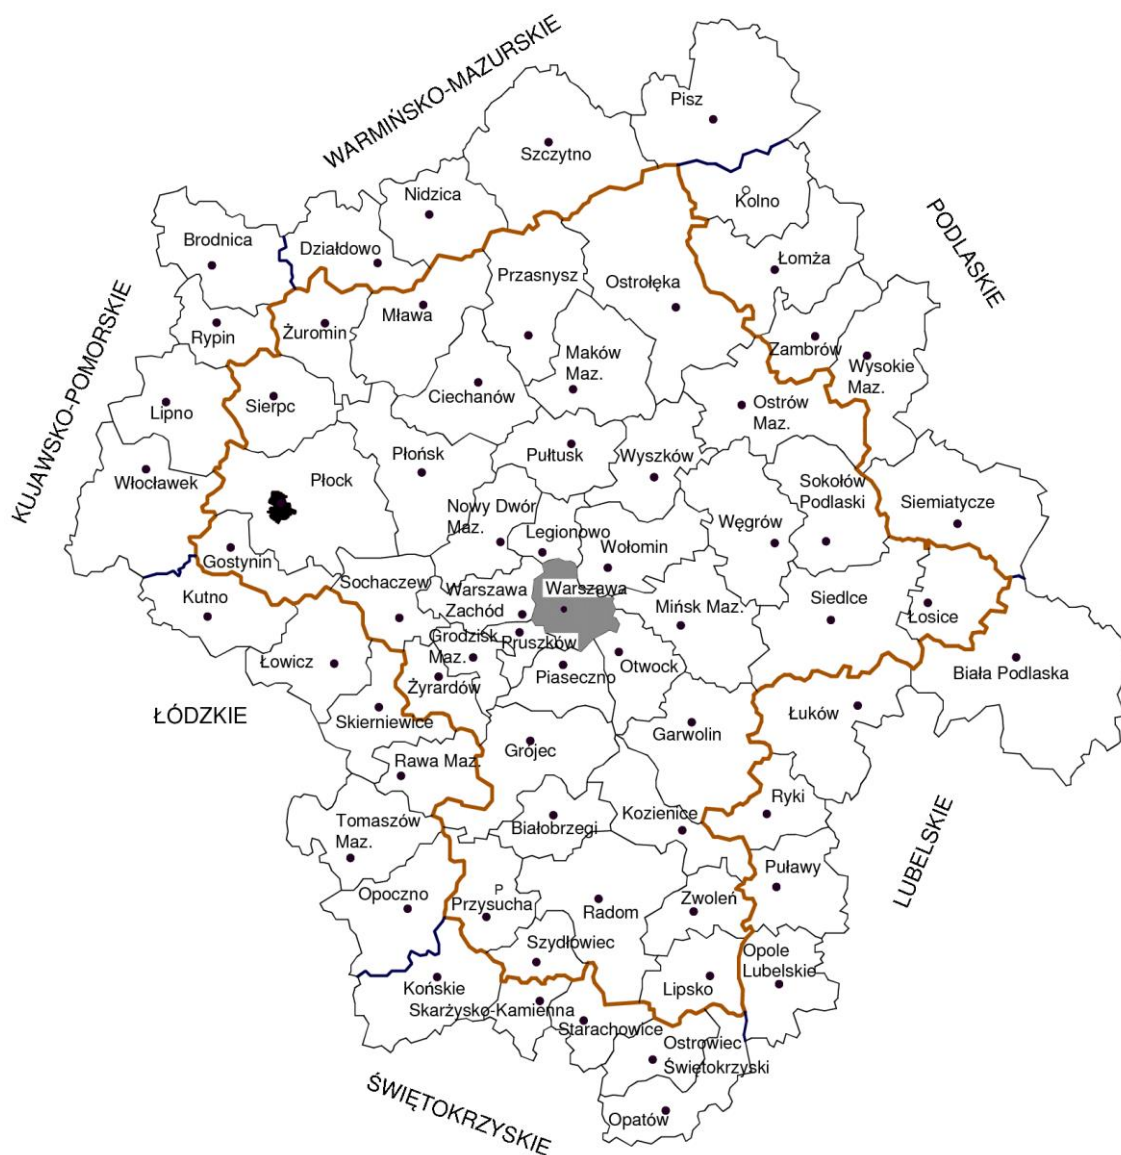 WARMIŃSKO-MAZURSKIE
Pisz
Szczytno
Kolno
Nidzica
PODLASKIE
Brodnica
Działdowo
Łomża
Przasnysz
Ostrołęka
KUJAWSKO-POMORSKIE
Rypin
Żuromin
Mława
Zambrów
Maków
Maz.
Wysokie
Maz.
Lipno
Sierpc
Ciechanów
Ostrów
Maz.
Włocławek
Płock
Płońsk
Pułtusk
Wyszków
Sokołów
Podlaski
Siemiatycze
Nowy Dwór
Maz.
Legionowo
Węgrów
Gostynin
Wołomin
Sochaczew
Warszawa
Zachód
Warszawa
Kutno
Mińsk Maz.
Siedlce
Łosice
Grodzisk
Maz.
Pruszków
Łowicz
Otwock
Piaseczno
Biała Podlaska
Żyrardów
ŁÓDZKIE
Skierniewice
Łuków
Garwolin
Grójec
Rawa Maz.
Ryki
Tomaszów
Maz.
Białobrzegi
Kozienice
LUBELSKIE
Puławy
Opoczno
P
Przysucha
Radom
Zwoleń
Szydłowiec
Opole
Lubelskie
Końskie
Lipsko
Skarżysko-Kamienna
Starachowice
Ostrowiec
Świętokrzyski
ŚWIĘTOKRZYSKIE
Opatów